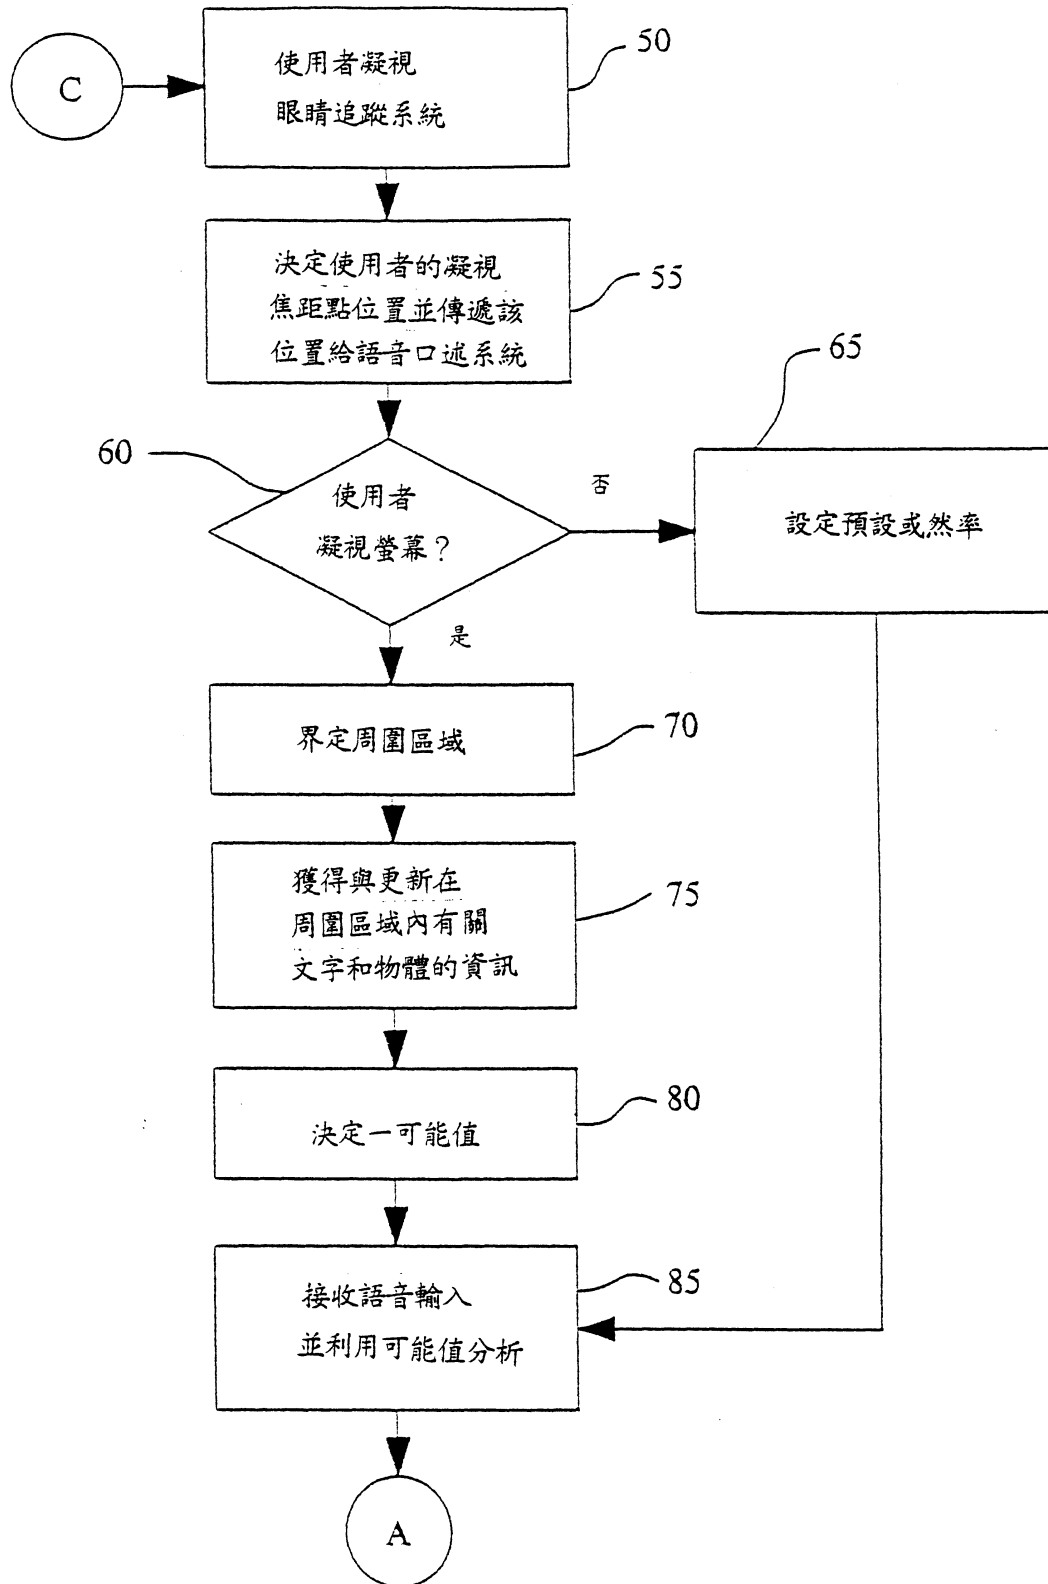 C
使用者凝視
眼睛追蹤系統
50
決定使用者的凝視
焦距點位置並傳遞該
位置給語音口述系統
55
使用者
凝視螢幕?
60
否
設定預設或然率
65
是
界定周圍區域
70
獲得與更新在
周圍區域內有關
文字和物體的資訊
75
決定一可能值
80
接收語音輸入
並利用可能值分析
85
A